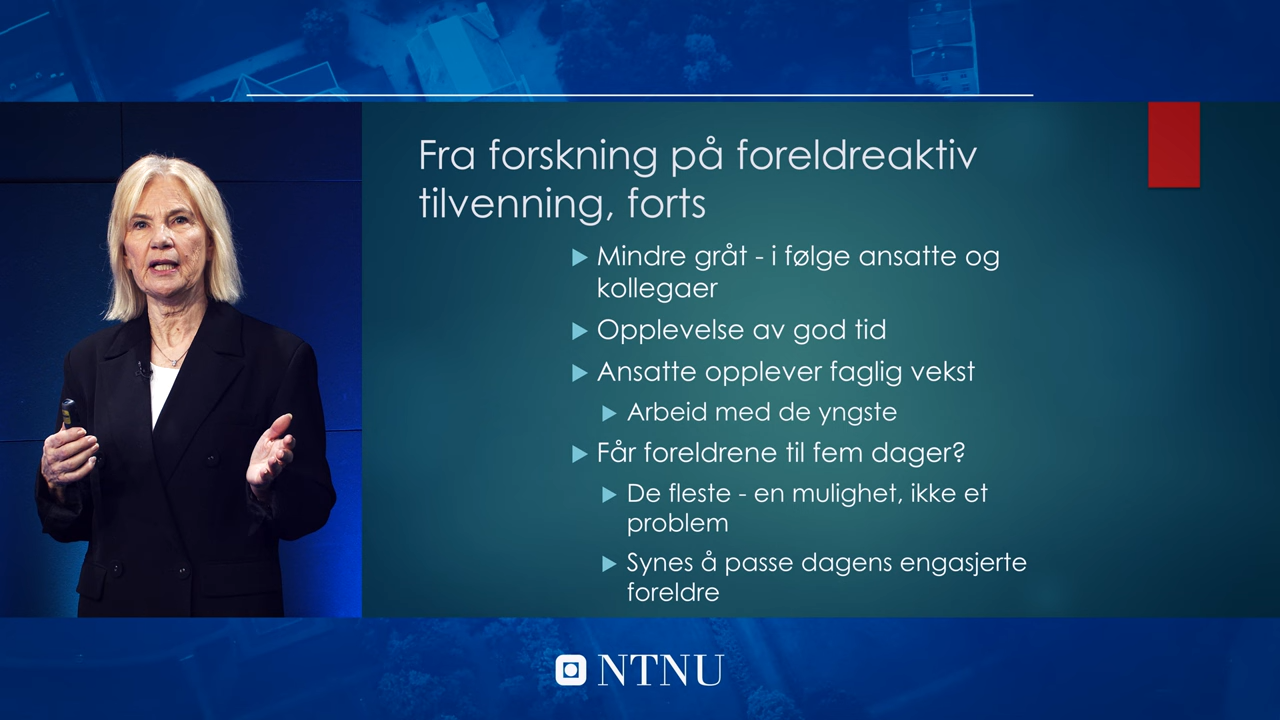 Fra forskning på foreldreaktiv
tilvenning, forts
Mindre gråt - i følge ansatte og
kollegaer
Opplevelse av god tid
Ansatte opplever faglig vekst
Arbeid med de yngste
Får foreldrene til fem dager?
De fleste - en mulighet, ikke et
problem
Synes å passe dagens engasjerte
foreldre
NTNU